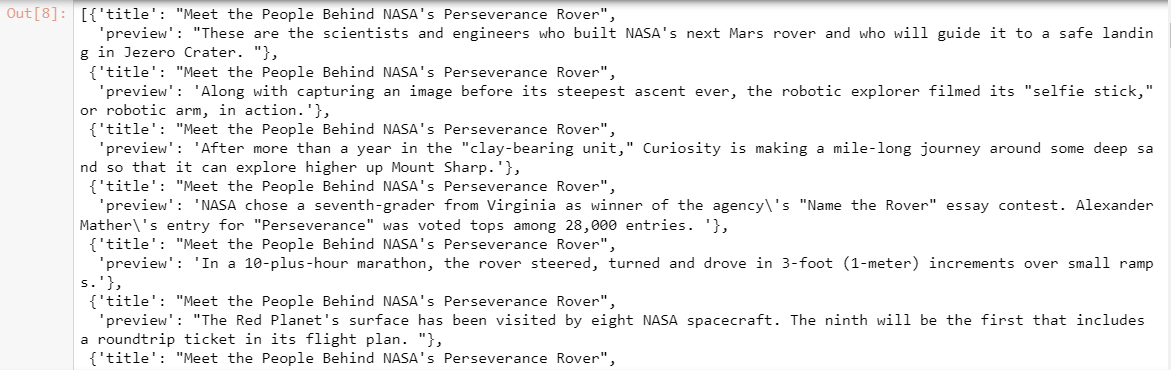 Out[8]: [{'title': "Meet the People Behind NASA's Perseverance Rover",
'preview': "These are the scientists and engineers who built NASA's next Mars rover and who will guide it to a safe landin
g in Jezero Crater. "},
{'title': "Meet the People Behind NASA's Perseverance Rover",
'preview': 'Along with capturing an image before its steepest ascent ever, the robotic explorer filmed its "selfie stick,"
or robotic arm, in action.'},
{'title': "Meet the People Behind NASA's Perseverance Rover",
'preview': 'After more than a year in the "clay-bearing unit," Curiosity is making a mile-long journey around some deep sa
nd so that it can explore higher up Mount Sharp.'},
{'title': "Meet the People Behind NASA's Perseverance Rover",
'preview': 'NASA chose a seventh-grader from Virginia as winner of the agency\'s "Name the Rover" essay contest. Alexander
Mather\'s entry for "Perseverance" was voted tops among 28,000 entries. '},
{'title': "Meet the People Behind NASA's Perseverance Rover",
'preview': 'In a 10-plus-hour marathon, the rover steered, turned and drove in 3-foot (1-meter) increments over small ramp
s.'},
{'title': "Meet the People Behind NASA's Perseverance Rover",
'preview': "The Red Planet's surface has been visited by eight NASA spacecraft. The ninth will be the first that includes
a roundtrip ticket in its flight plan. "},
{'title': "Meet the People Behind NASA's Perseverance Rover",